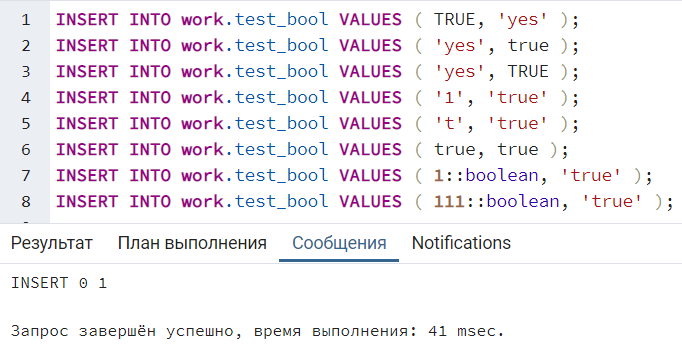 1 INSERT INTO work.test_bool VALUES ( TRUE, 'yes' );
2 INSERT INTO work.test_bool VALUES ( 'yes', true );
3 INSERT INTO work.test_bool VALUES ( 'yes', TRUE );
4 INSERT INTO work.test_bool VALUES ( '1', 'true' );
5 INSERT INTO work.test_bool VALUES ( 't', 'true' );
6 INSERT INTO work.test_bool VALUES ( true, true );
7 INSERT INTO work.test_bool VALUES ( 1::boolean, 'true' );
8 INSERT INTO work.test_bool VALUES ( 111::boolean, 'true' );
Результат План выполнения Сообщения Notifications
INSERT 0 1
Запрос завершён успешно, время выполнения: 41 msec.